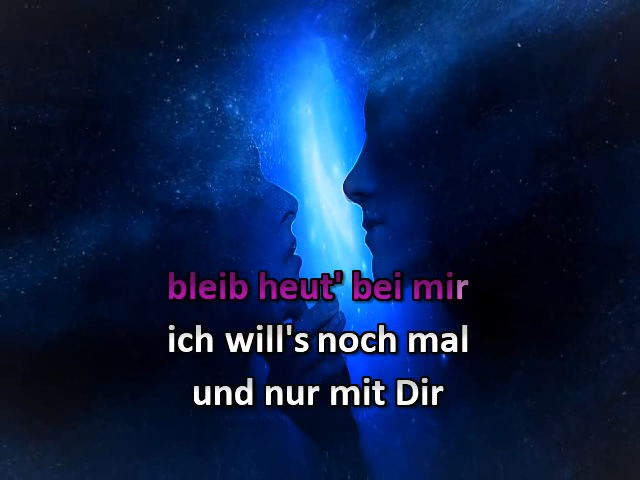 bleib heut' bei mir
ich will's noch mal
und nur mit Dir